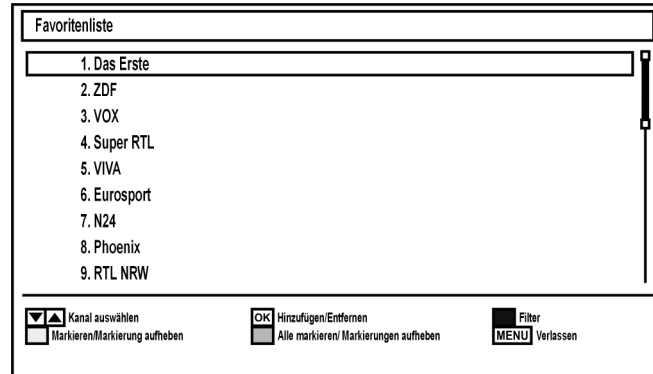 Favoritenliste
1. Das Erste
2. ZDF
3. VOX
4. Super RTL
5. VIVA
6. Eurosport
7. N24
8. Phoenix
9. RTL NRW
Kanal auswählen OK Hinzufügen/Entfernen Filter
Markieren/Markierung aufheben Alle markieren/ Markierungen aufheben MENU Verlassen